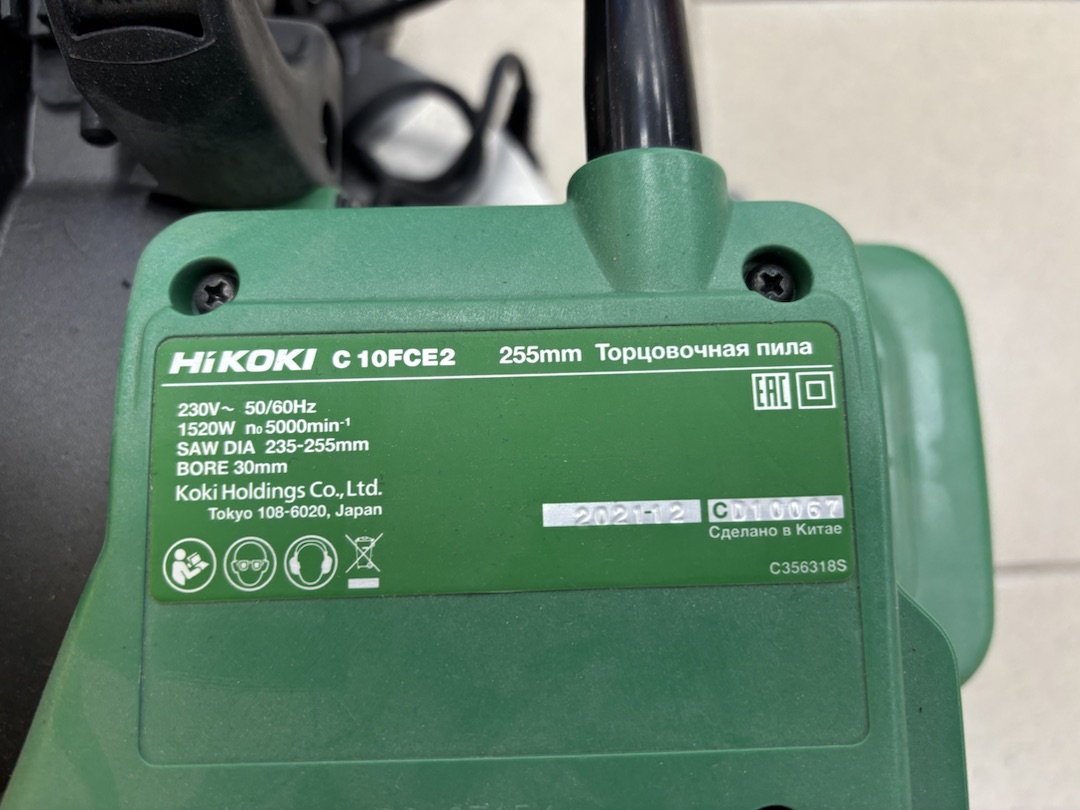 HiKOKI C 10FCE2 255mm Торцовочная пила
EAC
230V~ 50/60Hz
1520W n₀ 5000min⁻¹
SAW DIA 235-255mm
BORE 30mm
Koki Holdings Co., Ltd.
Tokyo 108-6020, Japan
2021-12 CD10067
Сделано в Китае
C356318S